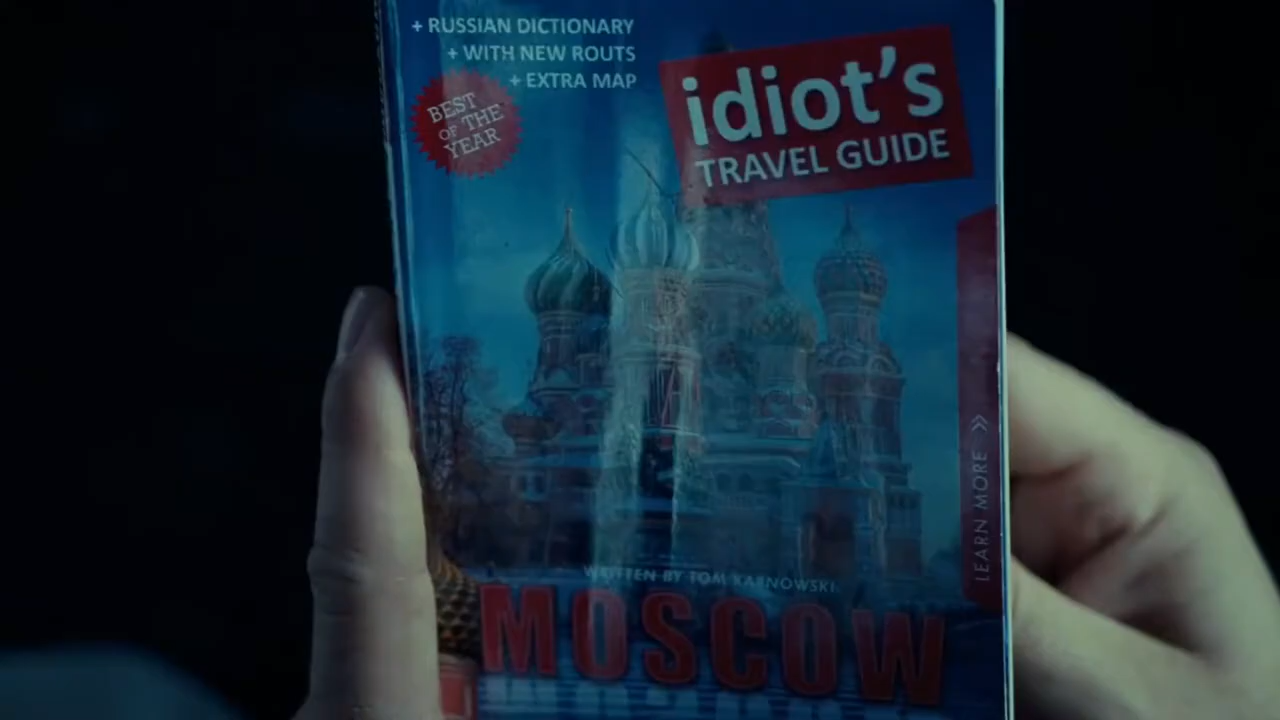 + RUSSIAN DICTIONARY
+ WITH NEW ROUTS
+ EXTRA MAP
BEST
OF THE
YEAR
idiot's
TRAVEL GUIDE
LEARN MORE >>
WRITTEN BY TOM KARNOWSKI
MOSCOW